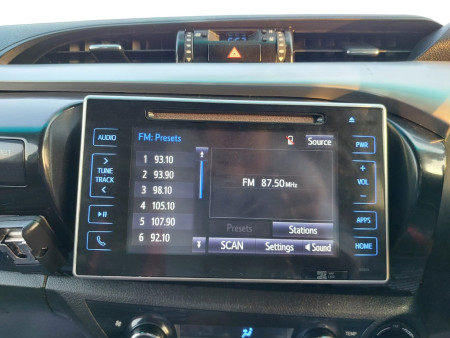 AUDIO
FM: Presets
Source
PWR
1 93.10
2 93.90
3 98.10
4 105.10
5 107.90
6 92.10
TUNE
TRACK
FM 87.50MHz
+
VOL
−
Presets
Stations
APPS
SCAN
Settings
Sound
HOME
TEMP